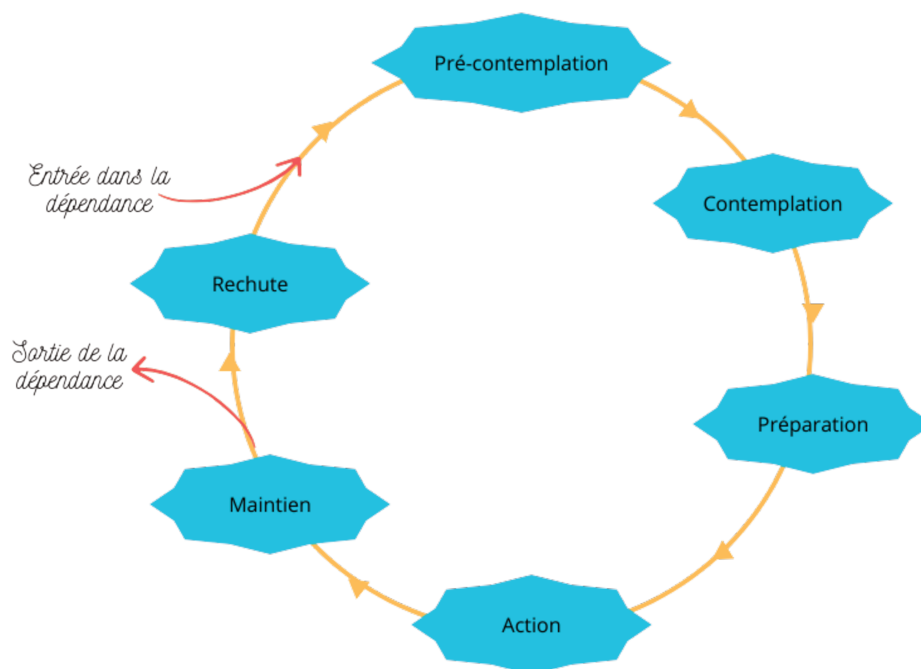 Pré-contemplation
Contemplation
Préparation
Action
Maintien
Sortie de la
dépendance
Rechute
Entrée dans la
dépendance